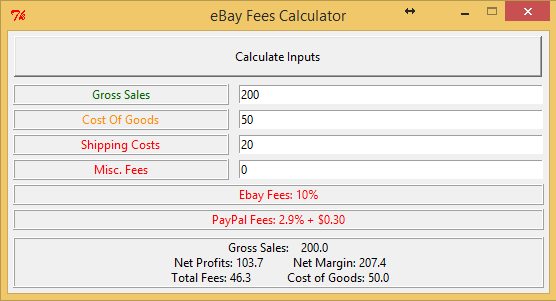 eBay Fees Calculator
Calculate Inputs
Gross Sales 200
Cost Of Goods 50
Shipping Costs 20
Misc. Fees 0
Ebay Fees: 10%
PayPal Fees: 2.9% + $0.30
Gross Sales: 200.0
Net Profits: 103.7 Net Margin: 207.4
Total Fees: 46.3 Cost of Goods: 50.0